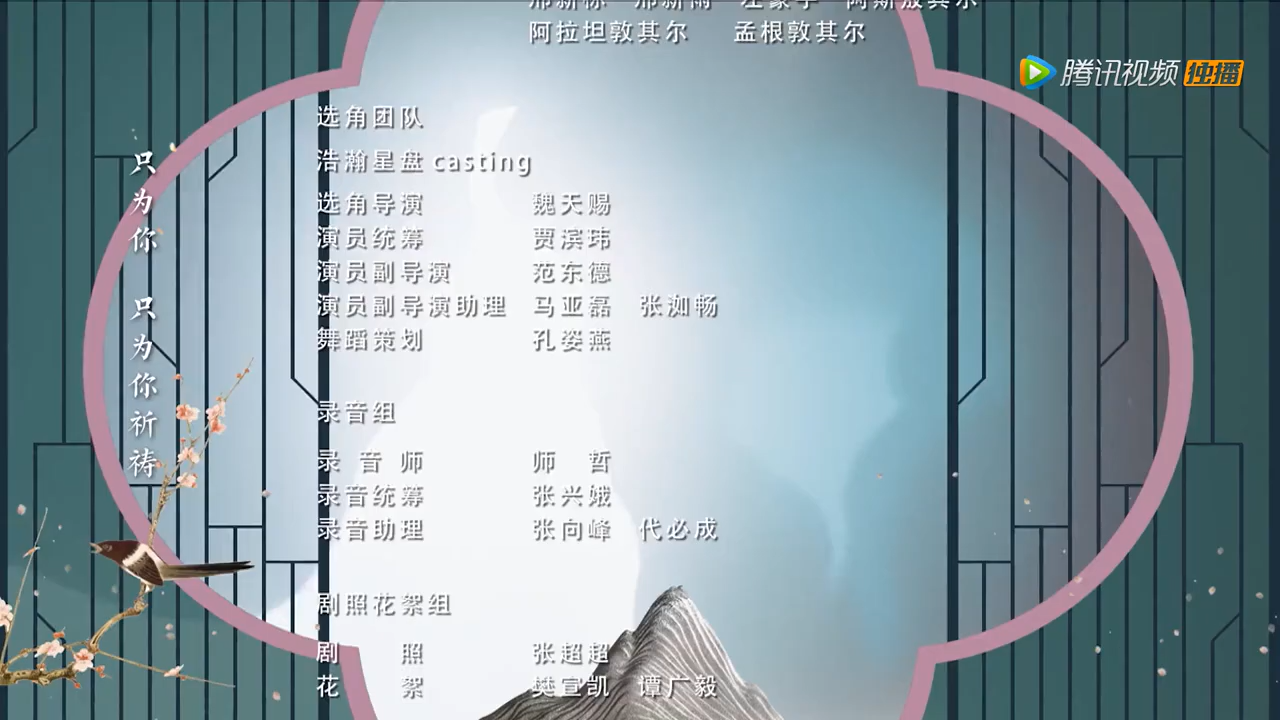 阿拉坦敦其尔 孟根敦其尔
腾讯视频 独播
选角团队
浩瀚星盘 casting
选角导演 魏天赐
演员统筹 贾滨玮
演员副导演 范东德
演员副导演助理 马亚磊 张洳畅
舞蹈策划 孔姿燕
录音组
录音师 师哲
录音统筹 张兴娥
录音助理 张向峰 代必成
剧照花絮组
剧照 张超超
花絮 樊宣凯 谭广毅
只为你 只为你祈祷